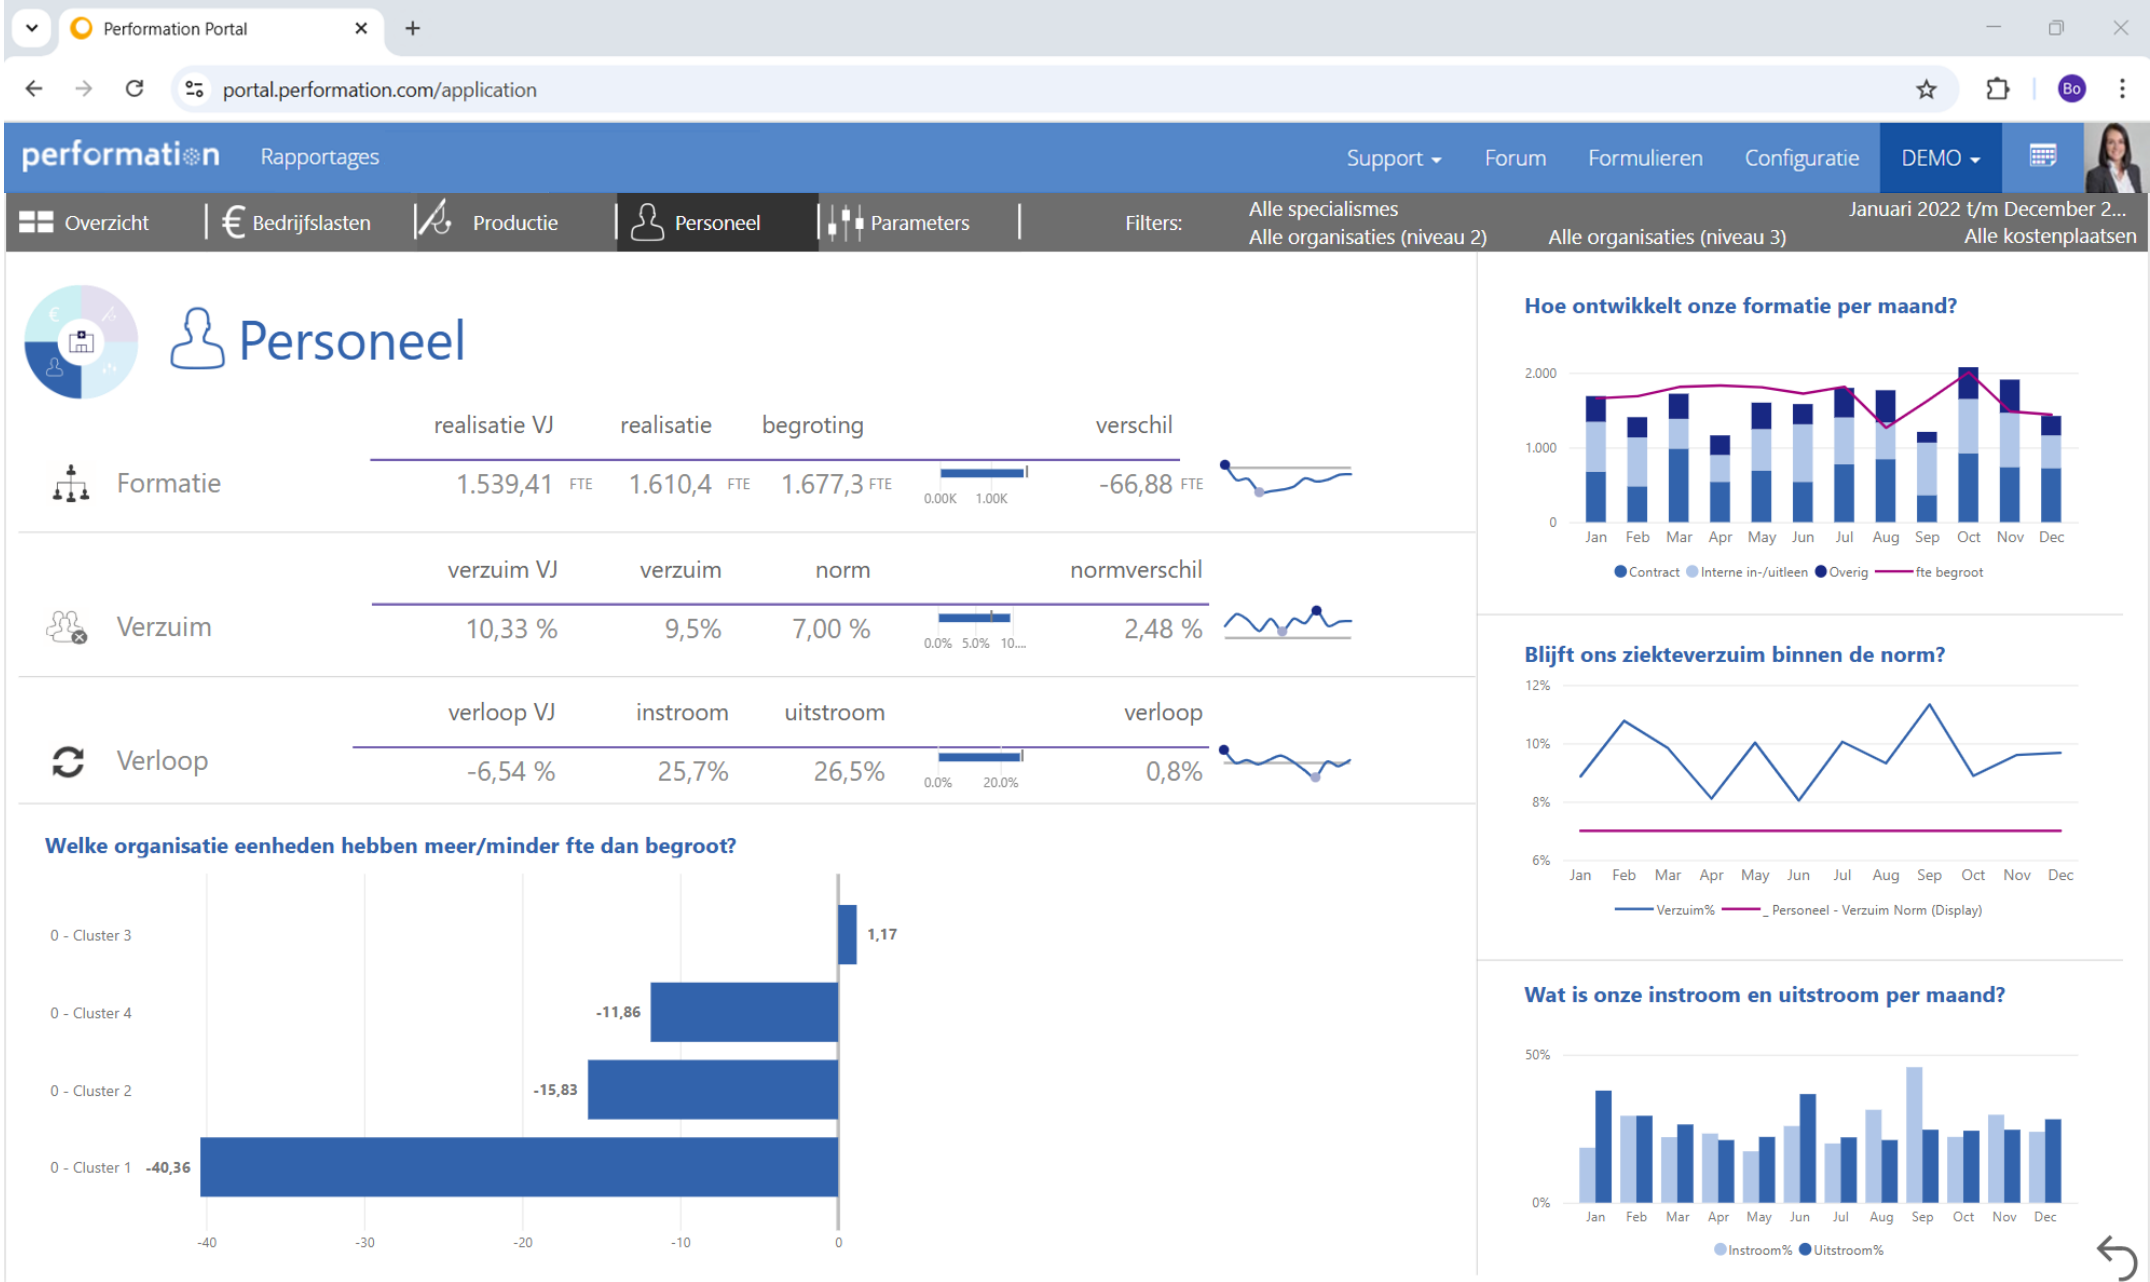 Performation Portal
portal.performation.com/application
Bo
performation Rapportages Support Forum Formulieren Configuratie DEMO
Overzicht € Bedrijfslasten Productie Personeel Parameters Filters:
Alle specialismes Januari 2022 t/m December 2...
Alle organisaties (niveau 2) Alle organisaties (niveau 3) Alle kostenplaatsen
Personeel
realisatie VJ realisatie begroting verschil
Formatie 1.539,41 FTE 1.610,4 FTE 1.677,3 FTE -66,88 FTE
0.00K 1.00K
verzuim VJ verzuim norm normverschil
Verzuim 10,33 % 9,5% 7,00 % 2,48 %
0.0% 5.0% 10....
verloop VJ instroom uitstroom verloop
Verloop -6,54 % 25,7% 26,5% 0,8%
0.0% 20.0%
Welke organisatie eenheden hebben meer/minder fte dan begroot?
0 - Cluster 3 1,17
0 - Cluster 4 -11,86
0 - Cluster 2 -15,83
0 - Cluster 1 -40,36
-40 -30 -20 -10 0
Hoe ontwikkelt onze formatie per maand?
2.000
1.000
0
Jan Feb Mar Apr May Jun Jul Aug Sep Oct Nov Dec
Contract Interne in-/uitleen Overig fte begroot
Blijft ons ziekteverzuim binnen de norm?
12%
10%
8%
6%
Jan Feb Mar Apr May Jun Jul Aug Sep Oct Nov Dec
Verzuim% _ Personeel - Verzuim Norm (Display)
Wat is onze instroom en uitstroom per maand?
50%
0%
Jan Feb Mar Apr May Jun Jul Aug Sep Oct Nov Dec
Instroom% Uitstroom%